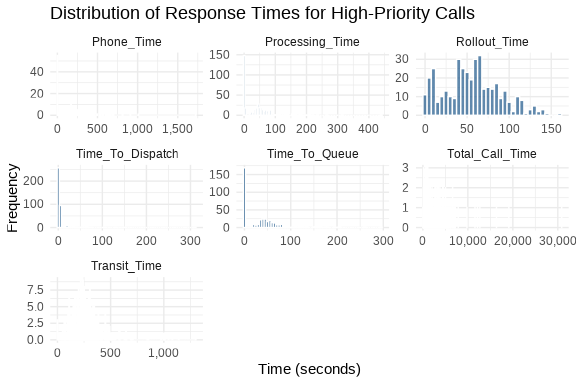 Distribution of Response Times for High-Priority Calls
Phone_Time
Processing_Time
Rollout_Time
40
20
0
0 500 1,000 1,500
150
100
50
0
0 100 200 300 400
30
20
10
0
0 50 100 150
Time_To_Dispatch
Time_To_Queue
Total_Call_Time
200
100
0
0 100 200 300
150
100
50
0
0 100 200 300
3
2
1
0
0 10,000 20,000 30,000
Transit_Time
7.5
5.0
2.5
0.0
0 500 1,000
Frequency
Time (seconds)